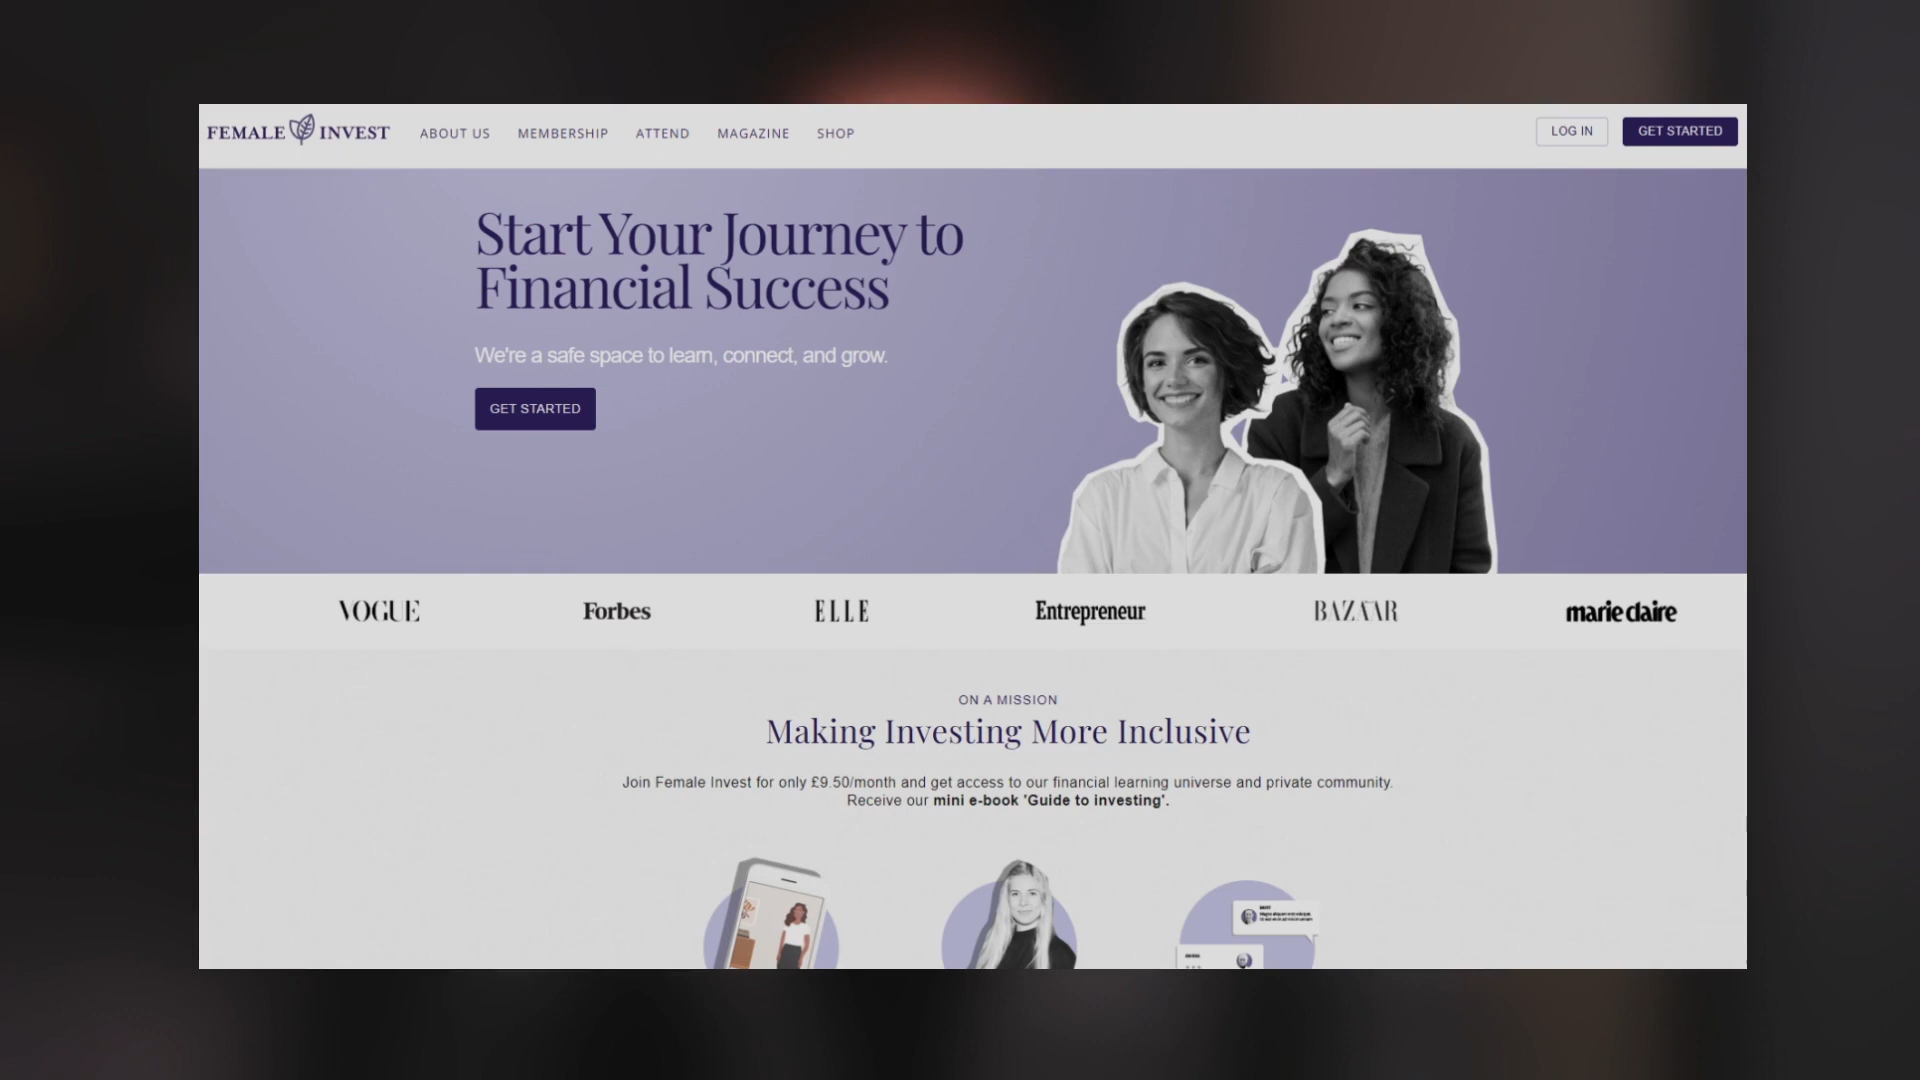 FEMALE INVEST
ABOUT US
MEMBERSHIP
ATTEND
MAGAZINE
SHOP
LOG IN
GET STARTED
Start Your Journey to
Financial Success
We're a safe space to learn, connect, and grow.
GET STARTED
VOGUE
Forbes
ELLE
Entrepreneur
BAZAAR
marie claire
ON A MISSION
Making Investing More Inclusive
Join Female Invest for only £9.50/month and get access to our financial learning universe and private community.
Receive our mini e-book 'Guide to investing'.